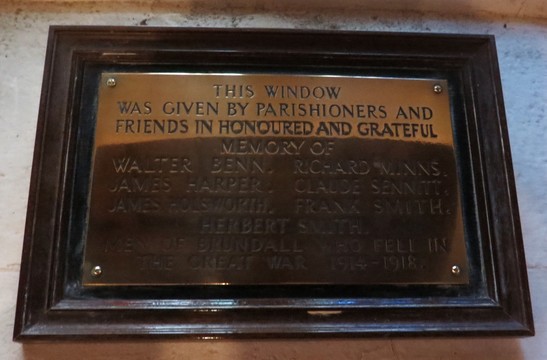 THIS WINDOW
WAS GIVEN BY PARISHIONERS AND
FRIENDS IN HONOURED AND GRATEFUL
MEMORY OF
WALTER BENN. RICHARD MINNS.
JAMES HARPER. CLAUDE SENNITT.
JAMES HOLSWORTH. FRANK SMITH.
HERBERT SMITH.
MEN OF BRUNDALL WHO FELL IN
THE GREAT WAR 1914-1918.